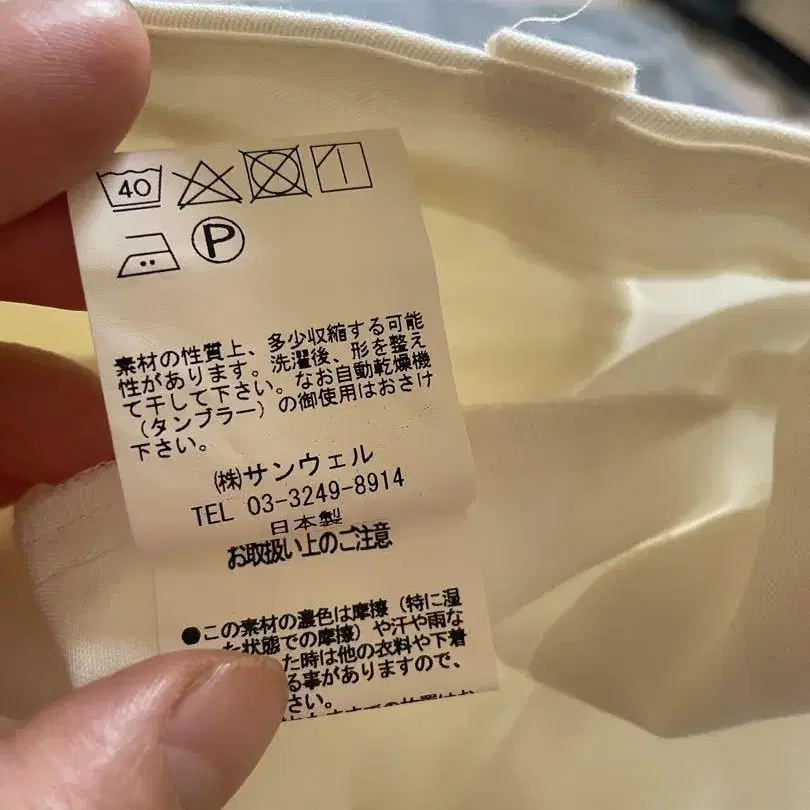 40
P
素材の性質上、多少収縮する可能
性があります。洗濯後、形を整え
て干して下さい。なお自動乾燥機
(タンブラー)の御使用はおさけ
下さい。
㈱サンウェル
TEL 03-3249-8914
日本製
お取扱い上のご注意
●この素材の濃色は摩擦(特に湿
た状態での摩擦)や汗や雨な
た時は他の衣料や下着
る事がありますので、
さい。